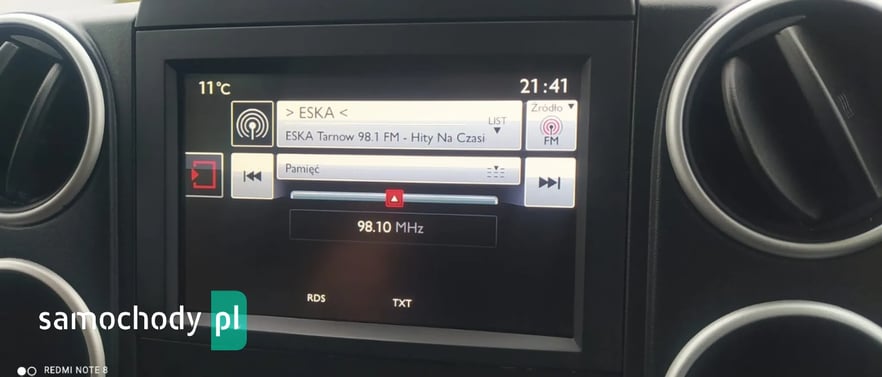 11°C
21:41
> ESKA <
LIST
Źródło
ESKA Tarnow 98.1 FM - Hity Na Czasi
FM
Pamięć
98.10 MHz
RDS
TXT
samochody pl
REDMI NOTE 8